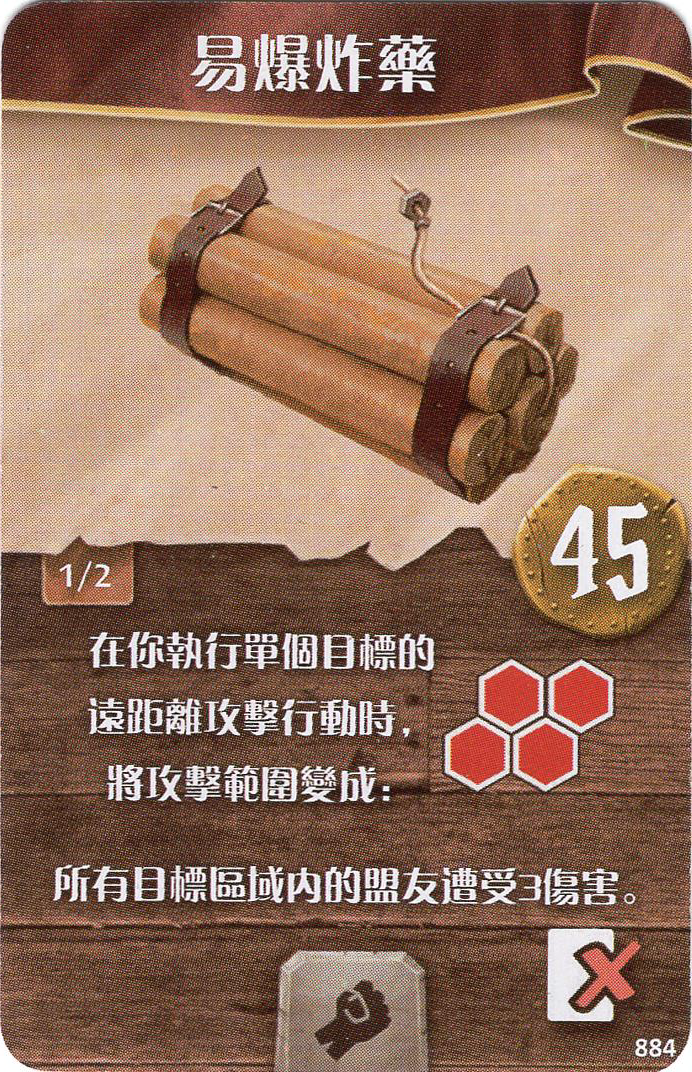 易爆炸藥
45
1/2
在你執行單個目標的
遠距離攻擊行動時，
將攻擊範圍變成：
所有目標區域內的盟友遭受3傷害。
884